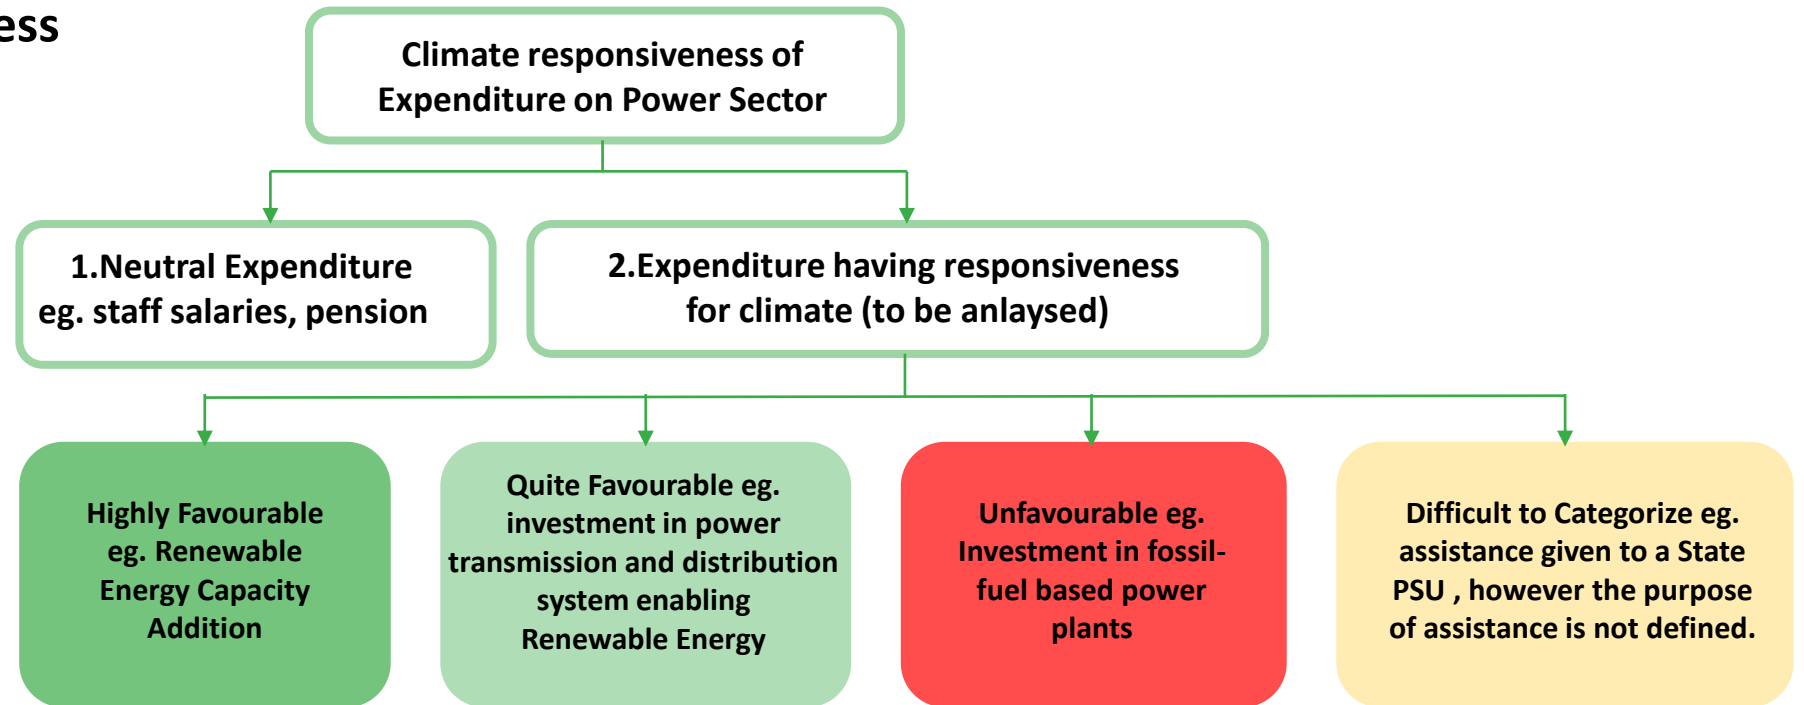 ess
Climate responsiveness of
Expenditure on Power Sector
1.Neutral Expenditure
eg. staff salaries, pension
2.Expenditure having responsiveness
for climate (to be anlaysed)
Highly Favourable
eg. Renewable
Energy Capacity
Addition
Quite Favourable eg.
investment in power
transmission and distribution
system enabling
Renewable Energy
Unfavourable eg.
Investment in fossil-
fuel based power
plants
Difficult to Categorize eg.
assistance given to a State
PSU , however the purpose
of assistance is not defined.